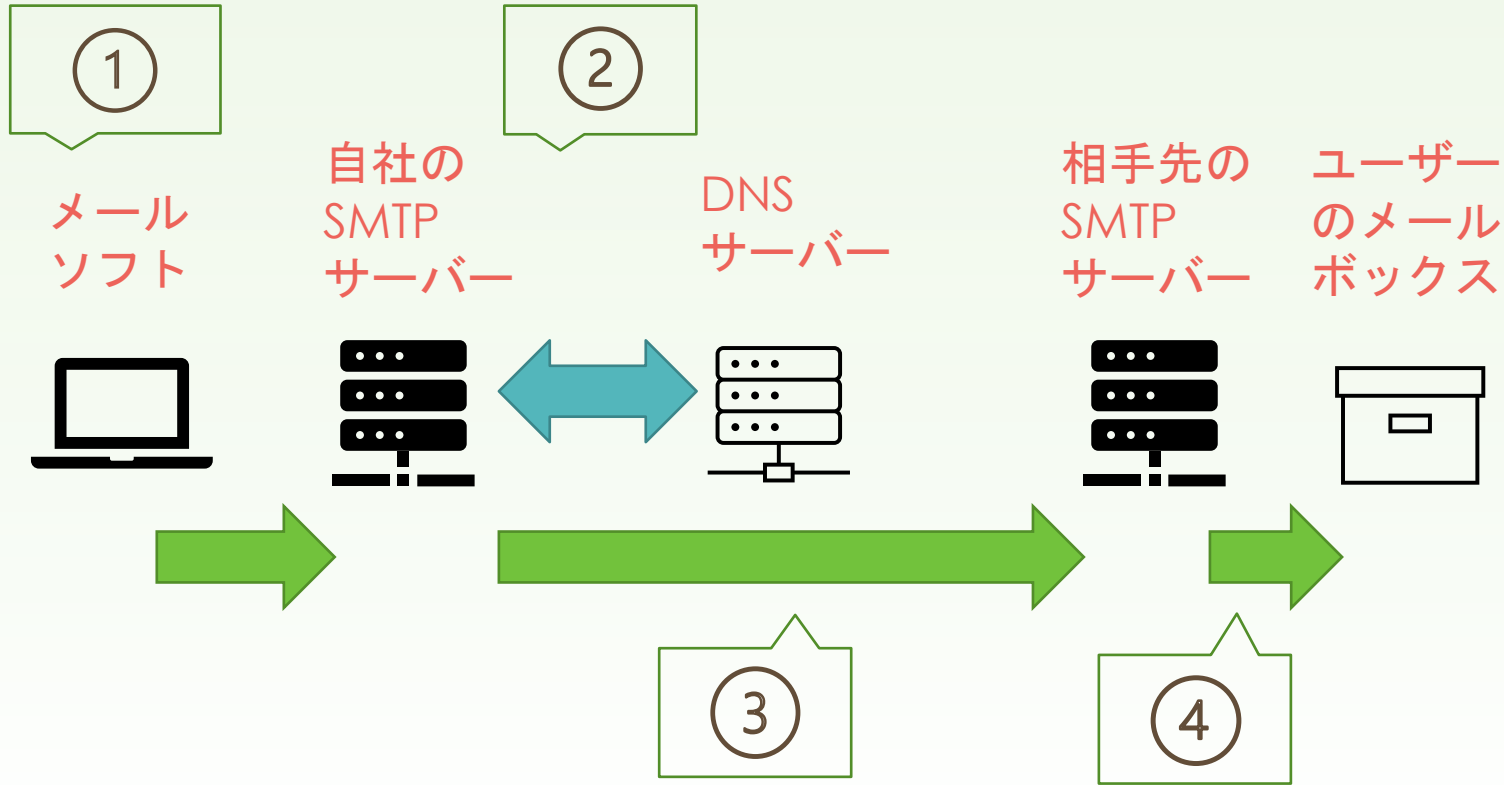 ①
②
メール
ソフト
自社の
SMTP
サーバー
DNS
サーバー
相手先の
SMTP
サーバー
ユーザー
のメール
ボックス
③
④